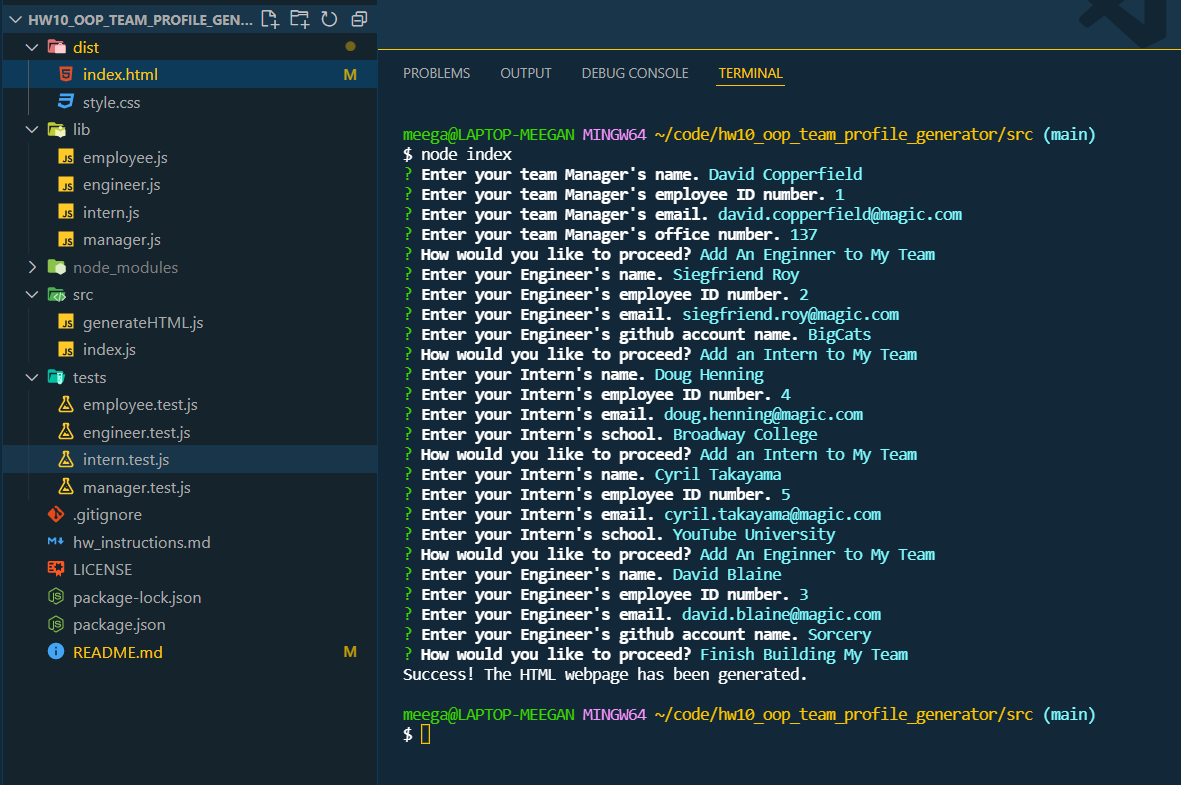 HW10_OOP_TEAM_PROFILE_GEN...
dist
index.html M
style.css
lib
employee.js
engineer.js
intern.js
manager.js
node_modules
src
generateHTML.js
index.js
tests
employee.test.js
engineer.test.js
intern.test.js
manager.test.js
.gitignore
hw_instructions.md
LICENSE
package-lock.json
package.json
README.md M
PROBLEMS OUTPUT DEBUG CONSOLE TERMINAL
meega@LAPTOP-MEEGAN MINGW64 ~/code/hw10_oop_team_profile_generator/src (main)
$ node index
? Enter your team Manager's name. David Copperfield
? Enter your team Manager's employee ID number. 1
? Enter your team Manager's email. david.copperfield@magic.com
? Enter your team Manager's office number. 137
? How would you like to proceed? Add An Enginner to My Team
? Enter your Engineer's name. Siegfriend Roy
? Enter your Engineer's employee ID number. 2
? Enter your Engineer's email. siegfriend.roy@magic.com
? Enter your Engineer's github account name. BigCats
? How would you like to proceed? Add an Intern to My Team
? Enter your Intern's name. Doug Henning
? Enter your Intern's employee ID number. 4
? Enter your Intern's email. doug.henning@magic.com
? Enter your Intern's school. Broadway College
? How would you like to proceed? Add an Intern to My Team
? Enter your Intern's name. Cyril Takayama
? Enter your Intern's employee ID number. 5
? Enter your Intern's email. cyril.takayama@magic.com
? Enter your Intern's school. YouTube University
? How would you like to proceed? Add An Enginner to My Team
? Enter your Engineer's name. David Blaine
? Enter your Engineer's employee ID number. 3
? Enter your Engineer's email. david.blaine@magic.com
? Enter your Engineer's github account name. Sorcery
? How would you like to proceed? Finish Building My Team
Success! The HTML webpage has been generated.
meega@LAPTOP-MEEGAN MINGW64 ~/code/hw10_oop_team_profile_generator/src (main)
$